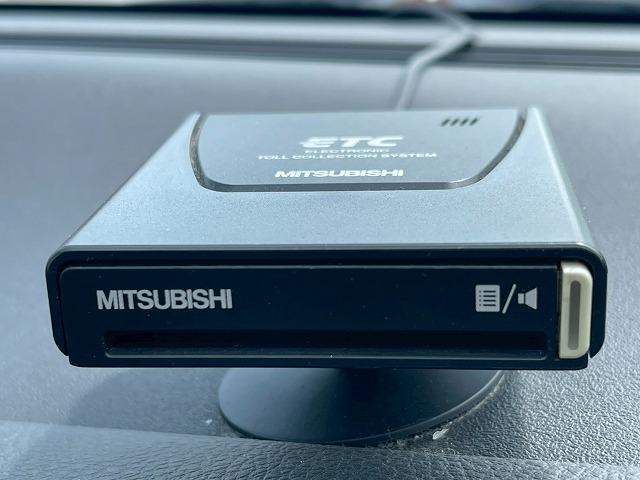 ETC
ELECTRONIC
TOLL COLLECTION SYSTEM
MITSUBISHI
MITSUBISHI
/